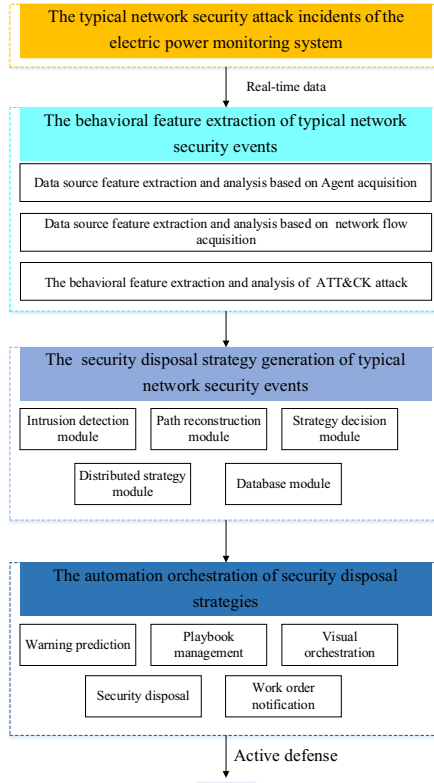 The typical network security attack incidents of the
electric power monitoring system
Real-time data
The behavioral feature extraction of typical network
security events
Data source feature extraction and analysis based on Agent acquisition
Data source feature extraction and analysis based on network flow
acquisition
The behavioral feature extraction and analysis of ATT&CK attack
The security disposal strategy generation of typical
network security events
Intrusion detection
module
Path reconstruction
module
Strategy decision
module
Distributed strategy
module
Database module
The automation orchestration of security disposal
strategies
Warning prediction
Playbook
management
Visual
orchestration
Security disposal
Work order
notification
Active defense